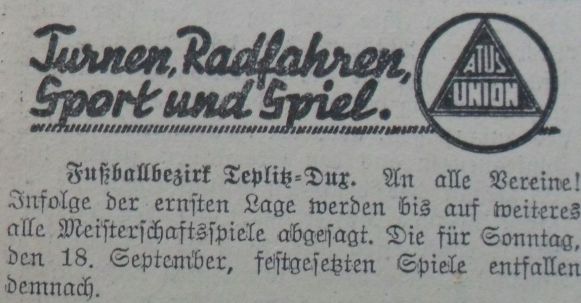 Turnen, Radfahren,
Sport und Spiel.
ATUS
UNION
Fußballbezirk Teplitz-Dux. An alle Vereine!
Infolge der ernsten Lage werden bis auf weiteres
alle Meisterschaftsspiele abgesagt. Die für Sonntag,
den 18. September, festgesetzten Spiele entfallen
demnach.